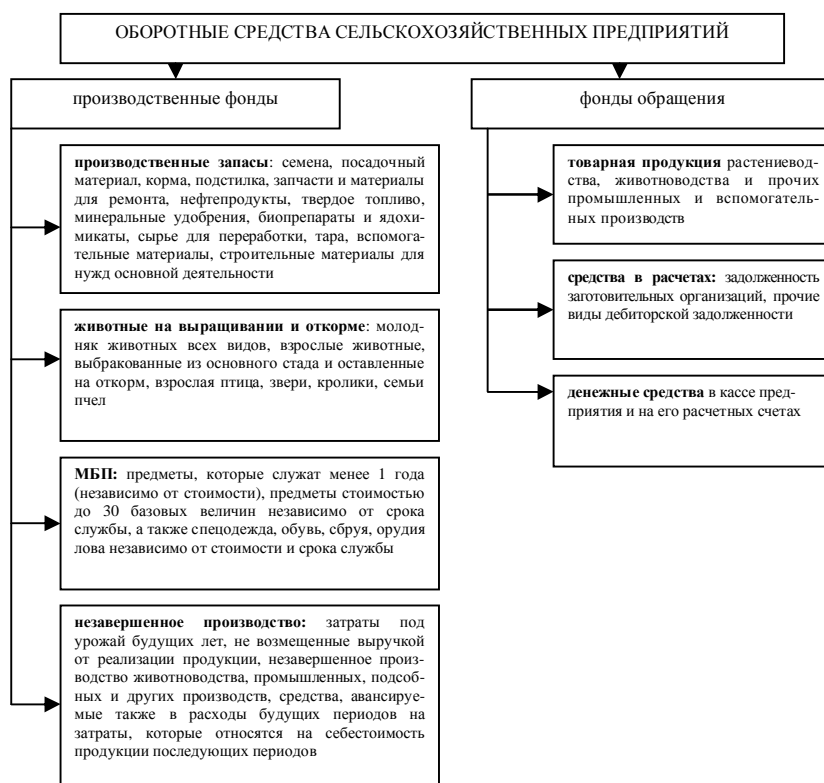 ОБОРОТНЫЕ СРЕДСТВА СЕЛЬСКОХОЗЯЙСТВЕННЫХ ПРЕДПРИЯТИЙ
производственные фонды
производственные запасы: семена, посадочный
материал, корма, подстилка, запчасти и материалы
для ремонта, нефтепродукты, твердое топливо,
минеральные удобрения, биопрепараты и ядохи-
микаты, сырье для переработки, тара, вспомога-
тельные материалы, строительные материалы для
нужд основной деятельности
животные на выращивании и откорме: молод-
няк животных всех видов, взрослые животные,
выбракованные из основного стада и оставленные
на откорм, взрослая птица, звери, кролики, семьи
пчел
МБП: предметы, которые служат менее 1 года
(независимо от стоимости), предметы стоимостью
до 30 базовых величин независимо от срока
службы, а также спецодежда, обувь, сбруя, орудия
лова независимо от стоимости и срока службы
незавершенное производство: затраты под
урожай будущих лет, не возмещенные выручкой
от реализации продукции, незавершенное произ-
водство животноводства, промышленных, подсоб-
ных и других производств, средства, авансируе-
мые также в расходы будущих периодов на
затраты, которые относятся на себестоимость
продукции последующих периодов
фонды обращения
товарная продукция растениевод-
ства, животноводства и прочих
промышленных и вспомогатель-
ных производств
средства в расчетах: задолженность
заготовительных организаций, прочие
виды дебиторской задолженности
денежные средства в кассе пред-
приятия и на его расчетных счетах